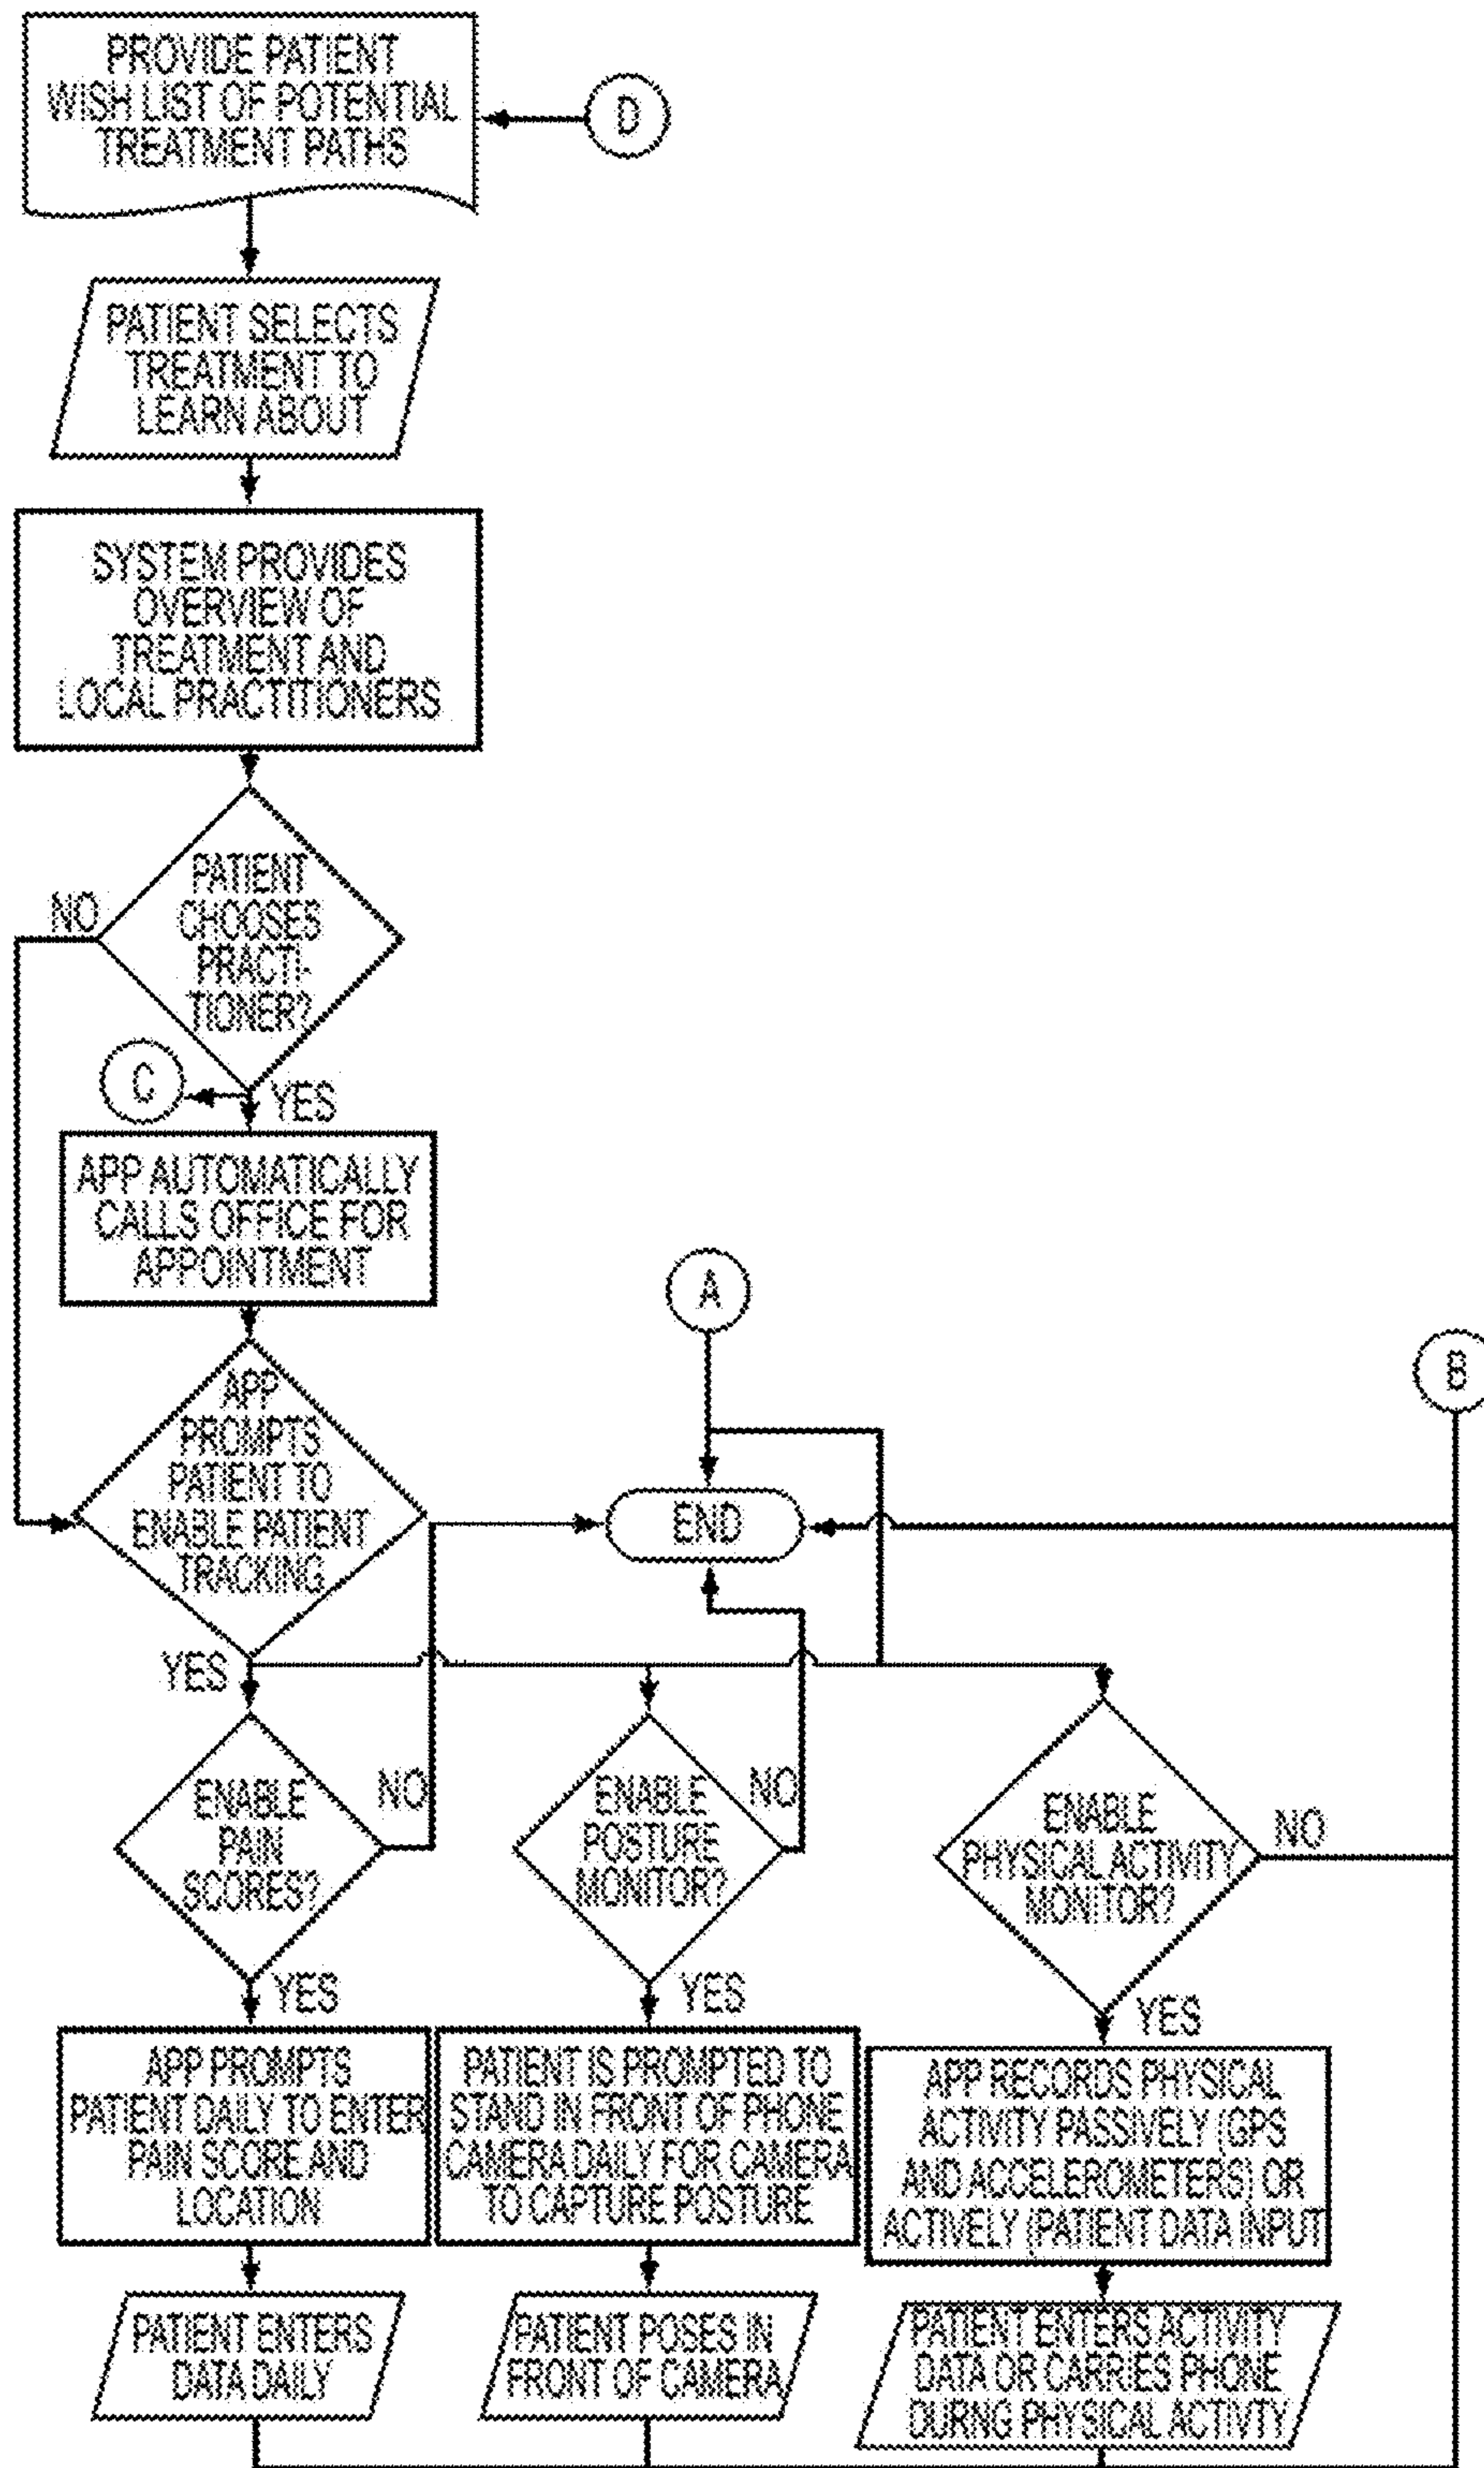 PROVIDE PATIENT
WISH LIST OF POTENTIAL
TREATMENT PATHS
D
PATIENT SELECTS
TREATMENT TO
LEARN ABOUT
SYSTEM PROVIDES
OVERVIEW OF
TREATMENT AND
LOCAL PRACTITIONERS
PATIENT
CHOOSES
PRACTI-
TIONER?
NO
C
YES
APP AUTOMATICALLY
CALLS OFFICE FOR
APPOINTMENT
A
B
APP
PROMPTS
PATIENT TO
ENABLE PATIENT
TRACKING
END
YES
ENABLE
PAIN
SCORES?
NO
ENABLE
POSTURE
MONITOR?
NO
ENABLE
PHYSICAL ACTIVITY
MONITOR?
NO
YES
YES
YES
APP PROMPTS
PATIENT DAILY TO ENTER
PAIN SCORE AND
LOCATION
PATIENT IS PROMPTED TO
STAND IN FRONT OF PHONE
CAMERA DAILY FOR CAMERA
TO CAPTURE POSTURE
APP RECORDS PHYSICAL
ACTIVITY PASSIVELY (GPS
AND ACCELEROMETERS) OR
ACTIVELY (PATIENT DATA INPUT
PATIENT ENTERS
DATA DAILY
PATIENT POSES IN
FRONT OF CAMERA
PATIENT ENTERS ACTIVITY
DATA OR CARRIES PHONE
DURNG PHYSICAL ACTIVITY